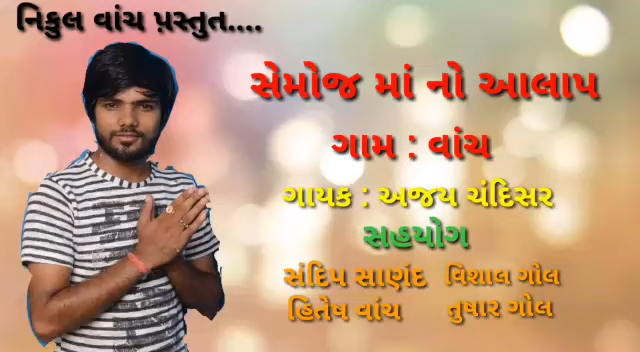 નિકુલ વાંચ પ્રસ્તુત....
સેમોજ માં નો આલાપ
ગામ : વાંચ
ગાયક : અજય ચંદિસર
સહયોગ
સંદિપ સાણંદ વિશાલ ગોલ
હિતેષ વાંચ તુષાર ગોલ